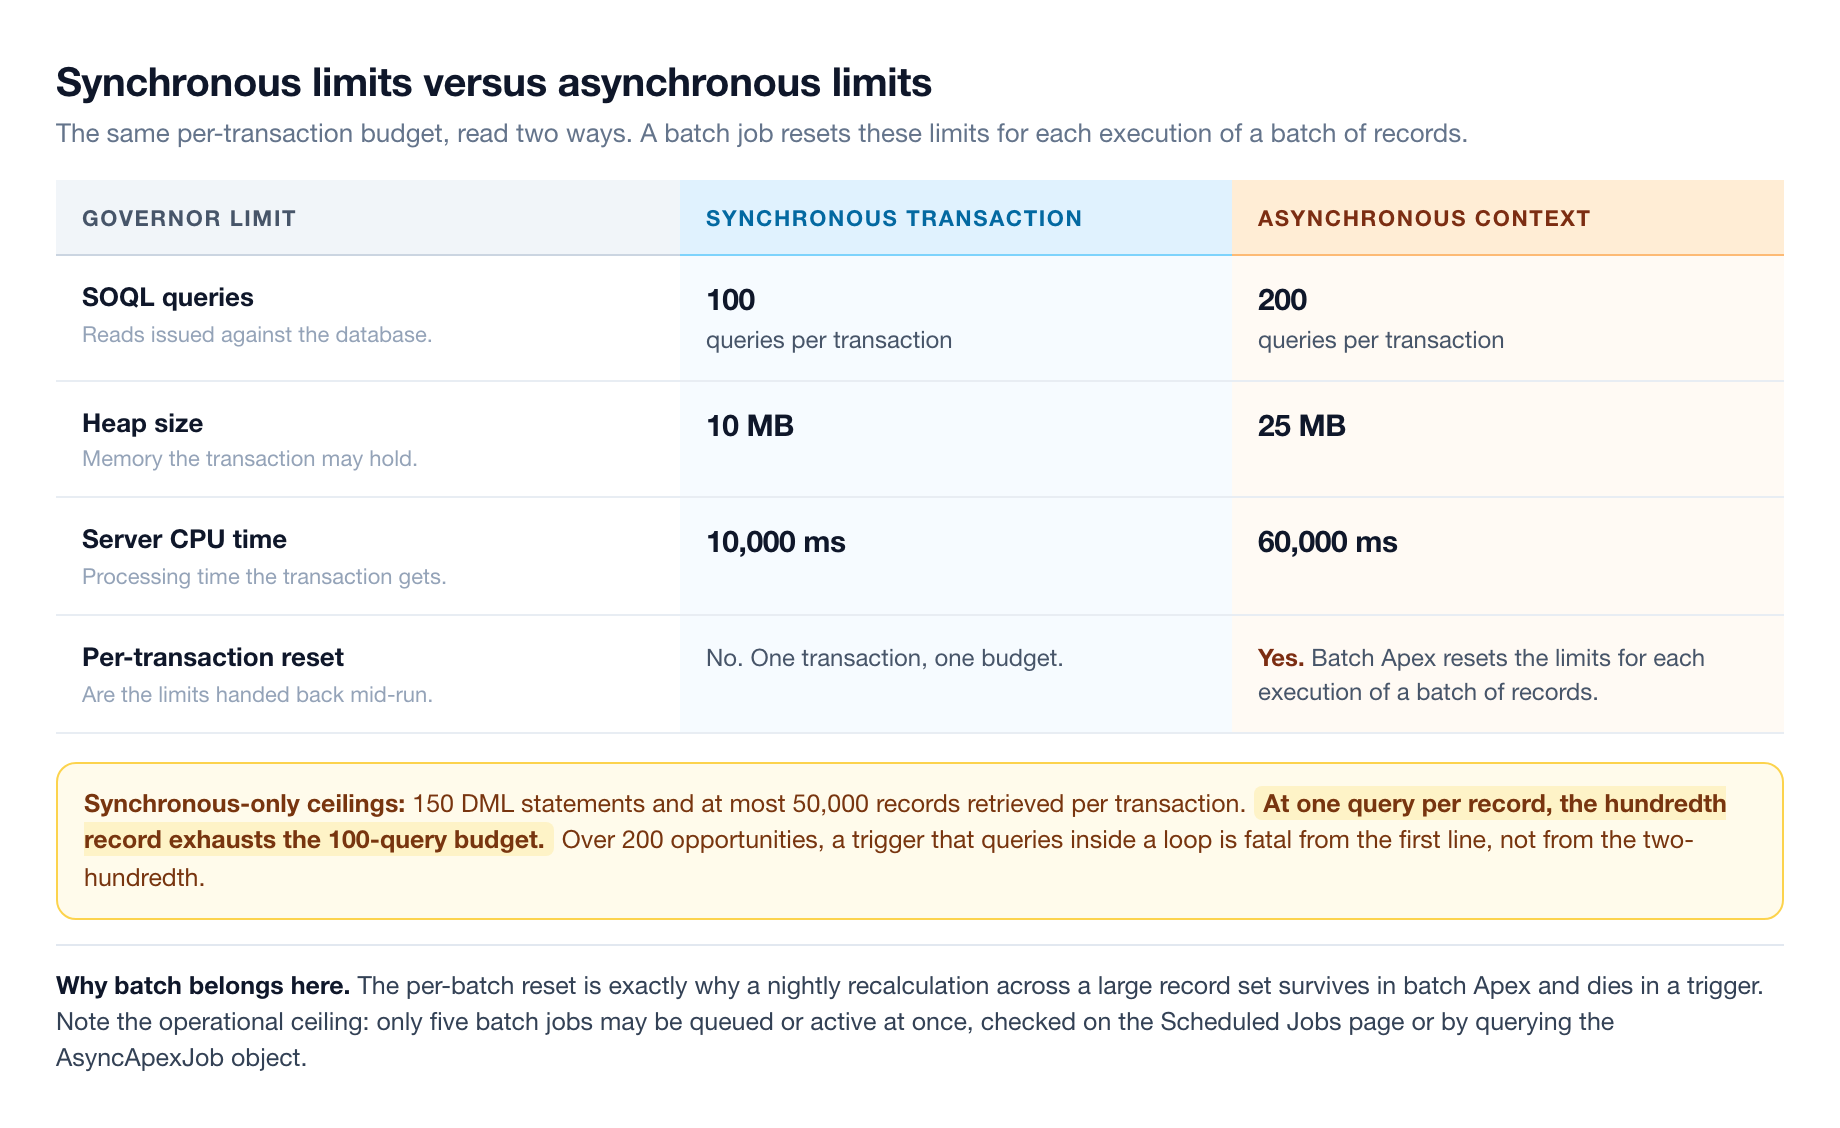 Synchronous limits versus asynchronous limits
The same per-transaction budget, read two ways. A batch job resets these limits for each execution of a batch of records.
GOVERNOR LIMIT
SYNCHRONOUS TRANSACTION
ASYNCHRONOUS CONTEXT
SOQL queries
Reads issued against the database.
100
queries per transaction
200
queries per transaction
Heap size
Memory the transaction may hold.
10 MB
25 MB
Server CPU time
Processing time the transaction gets.
10,000 ms
60,000 ms
Per-transaction reset
Are the limits handed back mid-run.
No. One transaction, one budget.
Yes. Batch Apex resets the limits for each
execution of a batch of records.
Synchronous-only ceilings: 150 DML statements and at most 50,000 records retrieved per transaction. At one query per record, the hundredth
record exhausts the 100-query budget. Over 200 opportunities, a trigger that queries inside a loop is fatal from the first line, not from the two-
hundredth.
Why batch belongs here. The per-batch reset is exactly why a nightly recalculation across a large record set survives in batch Apex and dies in a trigger.
Note the operational ceiling: only five batch jobs may be queued or active at once, checked on the Scheduled Jobs page or by querying the
AsyncApexJob object.